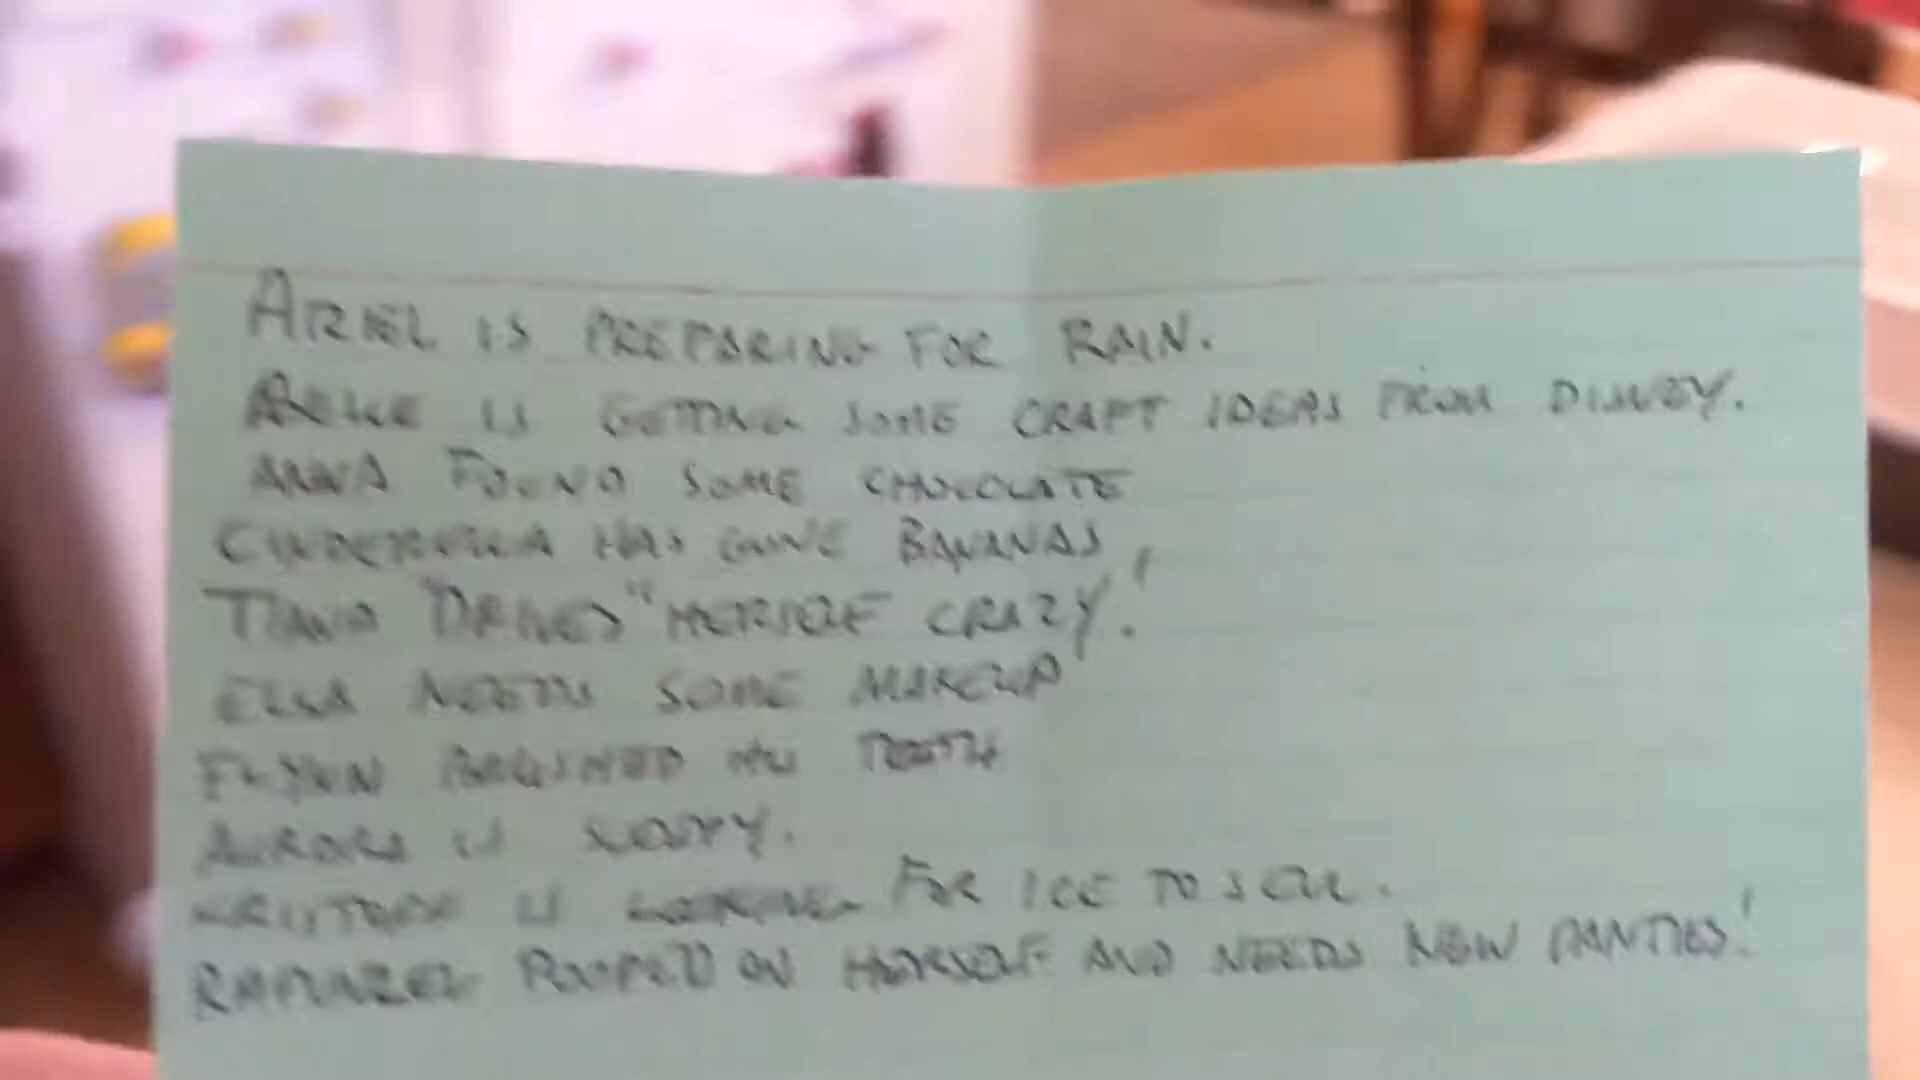 ARIEL IS PREPARING FOR RAIN.
IS GETTING SOME CRAFT IDEAS FROM DISNEY.
ANNA FOUND SOME CHOCOLATE
CINDERELLA HAS GONE BANANAS
TIANA "DRIVES" HERSELF CRAZY!
NEEDS SOME MAKEUP
FLYNN BRUSHED HIS TEETH
AURORA IS SLEEPY.
KRISTOFF IS LOOKING FOR ICE TO SELL.
RAPUNZEL POOPED ON HERSELF AND NEEDS NEW PANTIES!